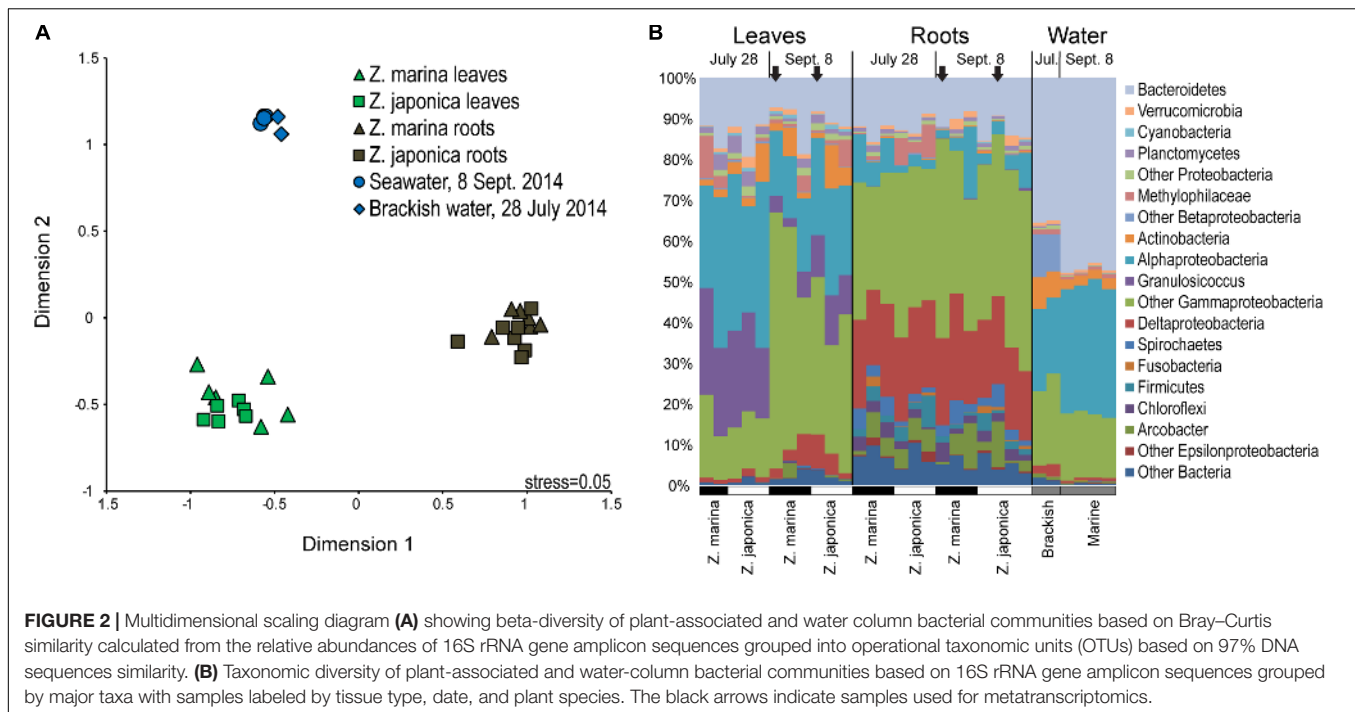 A
1.5
1
0.5
0
-0.5
-1
1.5
-1
-0.5
0
0.5
1
1.5
Dimension 2
Dimension 1
Z. marina leaves
Z. japonica leaves
Z. marina roots
Z. japonica roots
Seawater, 8 Sept. 2014
Brackish water, 28 July 2014
stress=0.05
B
Leaves Roots Water
July 28 Sept. 8 July 28 Sept. 8 Jul. Sept. 8
100%
90%
80%
70%
60%
50%
40%
30%
20%
10%
0%
Z. marina
Z. japonica
Z. marina
Z. japonica
Z. marina
Z. japonica
Z. marina
Z. japonica
Brackish
Marine
Bacteroidetes
Verrucomicrobia
Cyanobacteria
Planctomycetes
Other Proteobacteria
Methylophilaceae
Other Betaproteobacteria
Actinobacteria
Alphaproteobacteria
Granulosicoccus
Other Gammaproteobacteria
Deltaproteobacteria
Spirochaetes
Fusobacteria
Firmicutes
Chloroflexi
Arcobacter
Other Epsilonproteobacteria
Other Bacteria
FIGURE 2 | Multidimensional scaling diagram (A) showing beta-diversity of plant-associated and water column bacterial communities based on Bray–Curtis
similarity calculated from the relative abundances of 16S rRNA gene amplicon sequences grouped into operational taxonomic units (OTUs) based on 97% DNA
sequences similarity. (B) Taxonomic diversity of plant-associated and water-column bacterial communities based on 16S rRNA gene amplicon sequences grouped
by major taxa with samples labeled by tissue type, date, and plant species. The black arrows indicate samples used for metatranscriptomics.